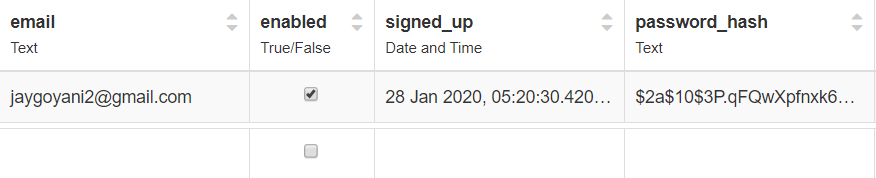 email enabled signed_up password_hash
Text True/False Date and Time Text
jaygoyani2@gmail.com 28 Jan 2020, 05:20:30.420... $2a$10$3P.qFQwXpfnxk6...